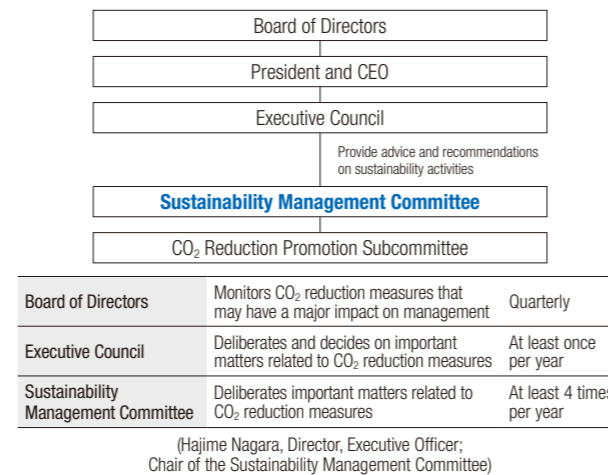 Board of Directors
President and CEO
Executive Council
Provide advice and recommendations
on sustainability activities
Sustainability Management Committee
CO₂ Reduction Promotion Subcommittee
Board of Directors
Monitors CO₂ reduction measures that
may have a major impact on management
Quarterly
Executive Council
Deliberates and decides on important
matters related to CO₂ reduction measures
At least once
per year
Sustainability
Management Committee
Deliberates important matters related to
CO₂ reduction measures
At least 4 times
per year
(Hajime Nagara, Director, Executive Officer;
Chair of the Sustainability Management Committee)